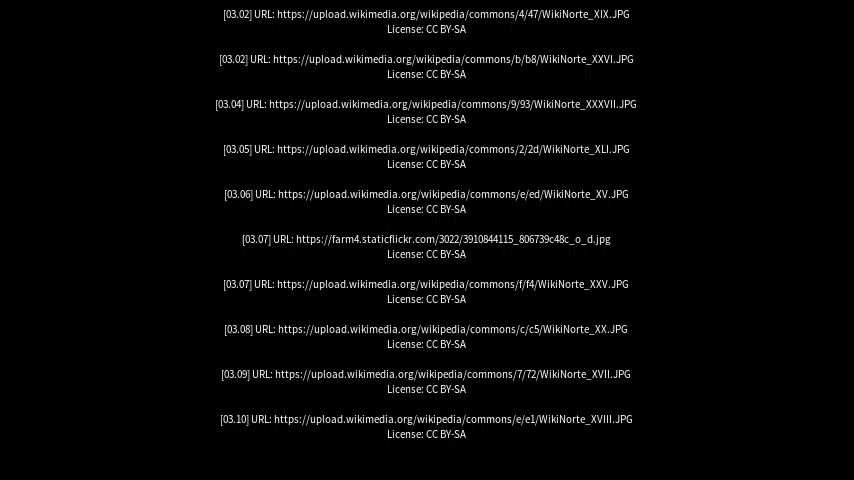 [03.02] URL: https://upload.wikimedia.org/wikipedia/commons/4/47/WikiNorte_XIX.JPG
License: CC BY-SA
[03.02] URL: https://upload.wikimedia.org/wikipedia/commons/b/b8/WikiNorte_XXVI.JPG
License: CC BY-SA
[03.04] URL: https://upload.wikimedia.org/wikipedia/commons/9/93/WikiNorte_XXXVII.JPG
License: CC BY-SA
[03.05] URL: https://upload.wikimedia.org/wikipedia/commons/2/2d/WikiNorte_XLI.JPG
License: CC BY-SA
[03.06] URL: https://upload.wikimedia.org/wikipedia/commons/e/ed/WikiNorte_XV.JPG
License: CC BY-SA
[03.07] URL: https://farm4.staticflickr.com/3022/3910844115_806739c48c_o_d.jpg
License: CC BY-SA
[03.07] URL: https://upload.wikimedia.org/wikipedia/commons/f/f4/WikiNorte_XXV.JPG
License: CC BY-SA
[03.08] URL: https://upload.wikimedia.org/wikipedia/commons/c/c5/WikiNorte_XX.JPG
License: CC BY-SA
[03.09] URL: https://upload.wikimedia.org/wikipedia/commons/7/72/WikiNorte_XVII.JPG
License: CC BY-SA
[03.10] URL: https://upload.wikimedia.org/wikipedia/commons/e/e1/WikiNorte_XVIII.JPG
License: CC BY-SA